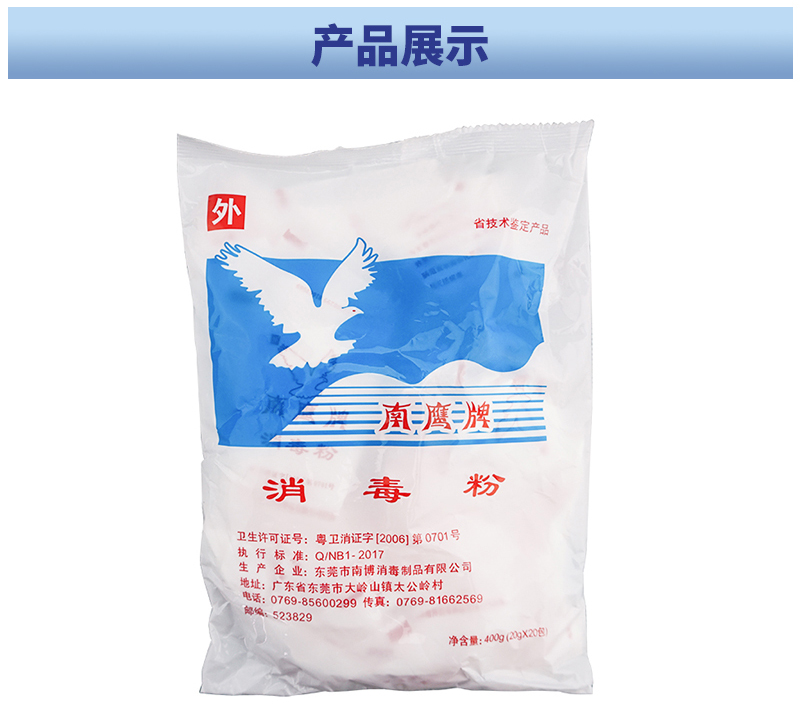 产品展示
外
省技术鉴定产品
南鹰牌
消毒粉
卫生许可证号：粤卫消证字[2006]第0701号
执行标准：Q/NB1-2017
生产企业：东莞市南博消毒制品有限公司
地址：广东省东莞市大岭山镇太公岭村
电话：0769-85600299 传真：0769-81662569
邮编：523829
净含量：400g(20gX20包)